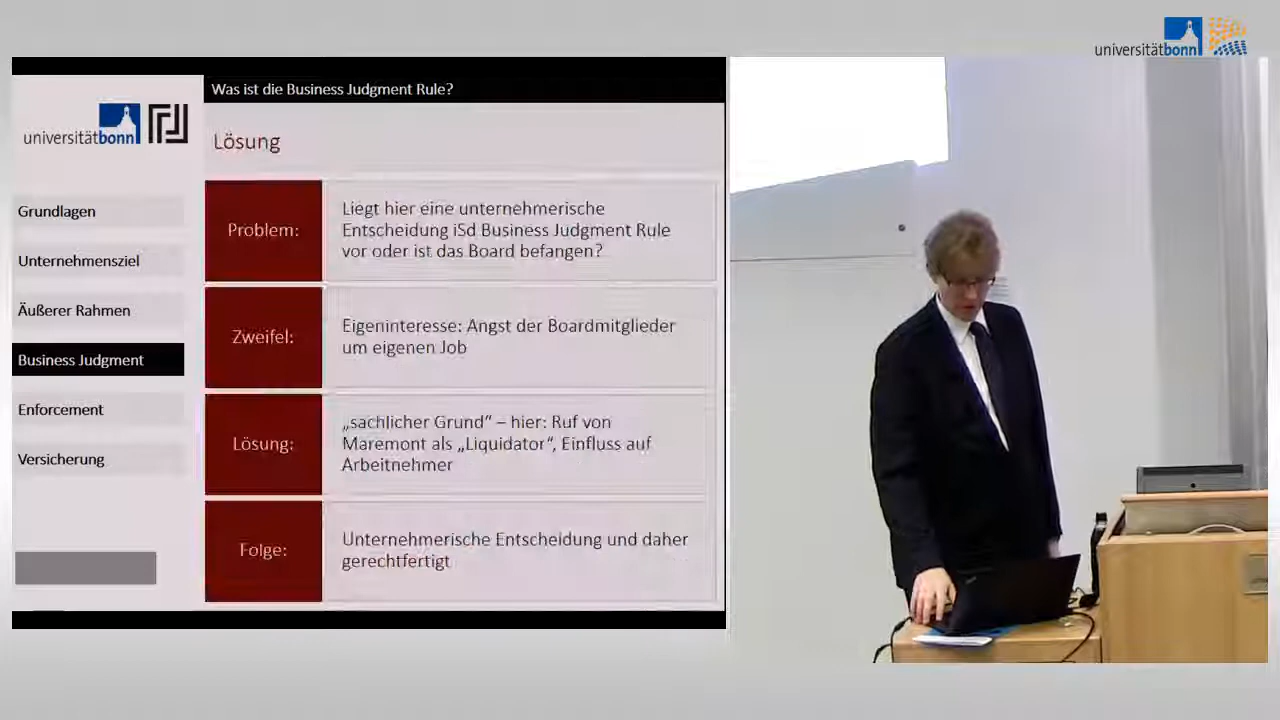 universitätbonn
Was ist die Business Judgment Rule?
universitätbonn
Lösung
Grundlagen
Unternehmensziel
Äußerer Rahmen
Business Judgment
Enforcement
Versicherung
Problem:
Liegt hier eine unternehmerische
Entscheidung iSd Business Judgment Rule
vor oder ist das Board befangen?
Zweifel:
Eigeninteresse: Angst der Boardmitglieder
um eigenen Job
Lösung:
„sachlicher Grund“ – hier: Ruf von
Maremont als „Liquidator“, Einfluss auf
Arbeitnehmer
Folge:
Unternehmerische Entscheidung und daher
gerechtfertigt